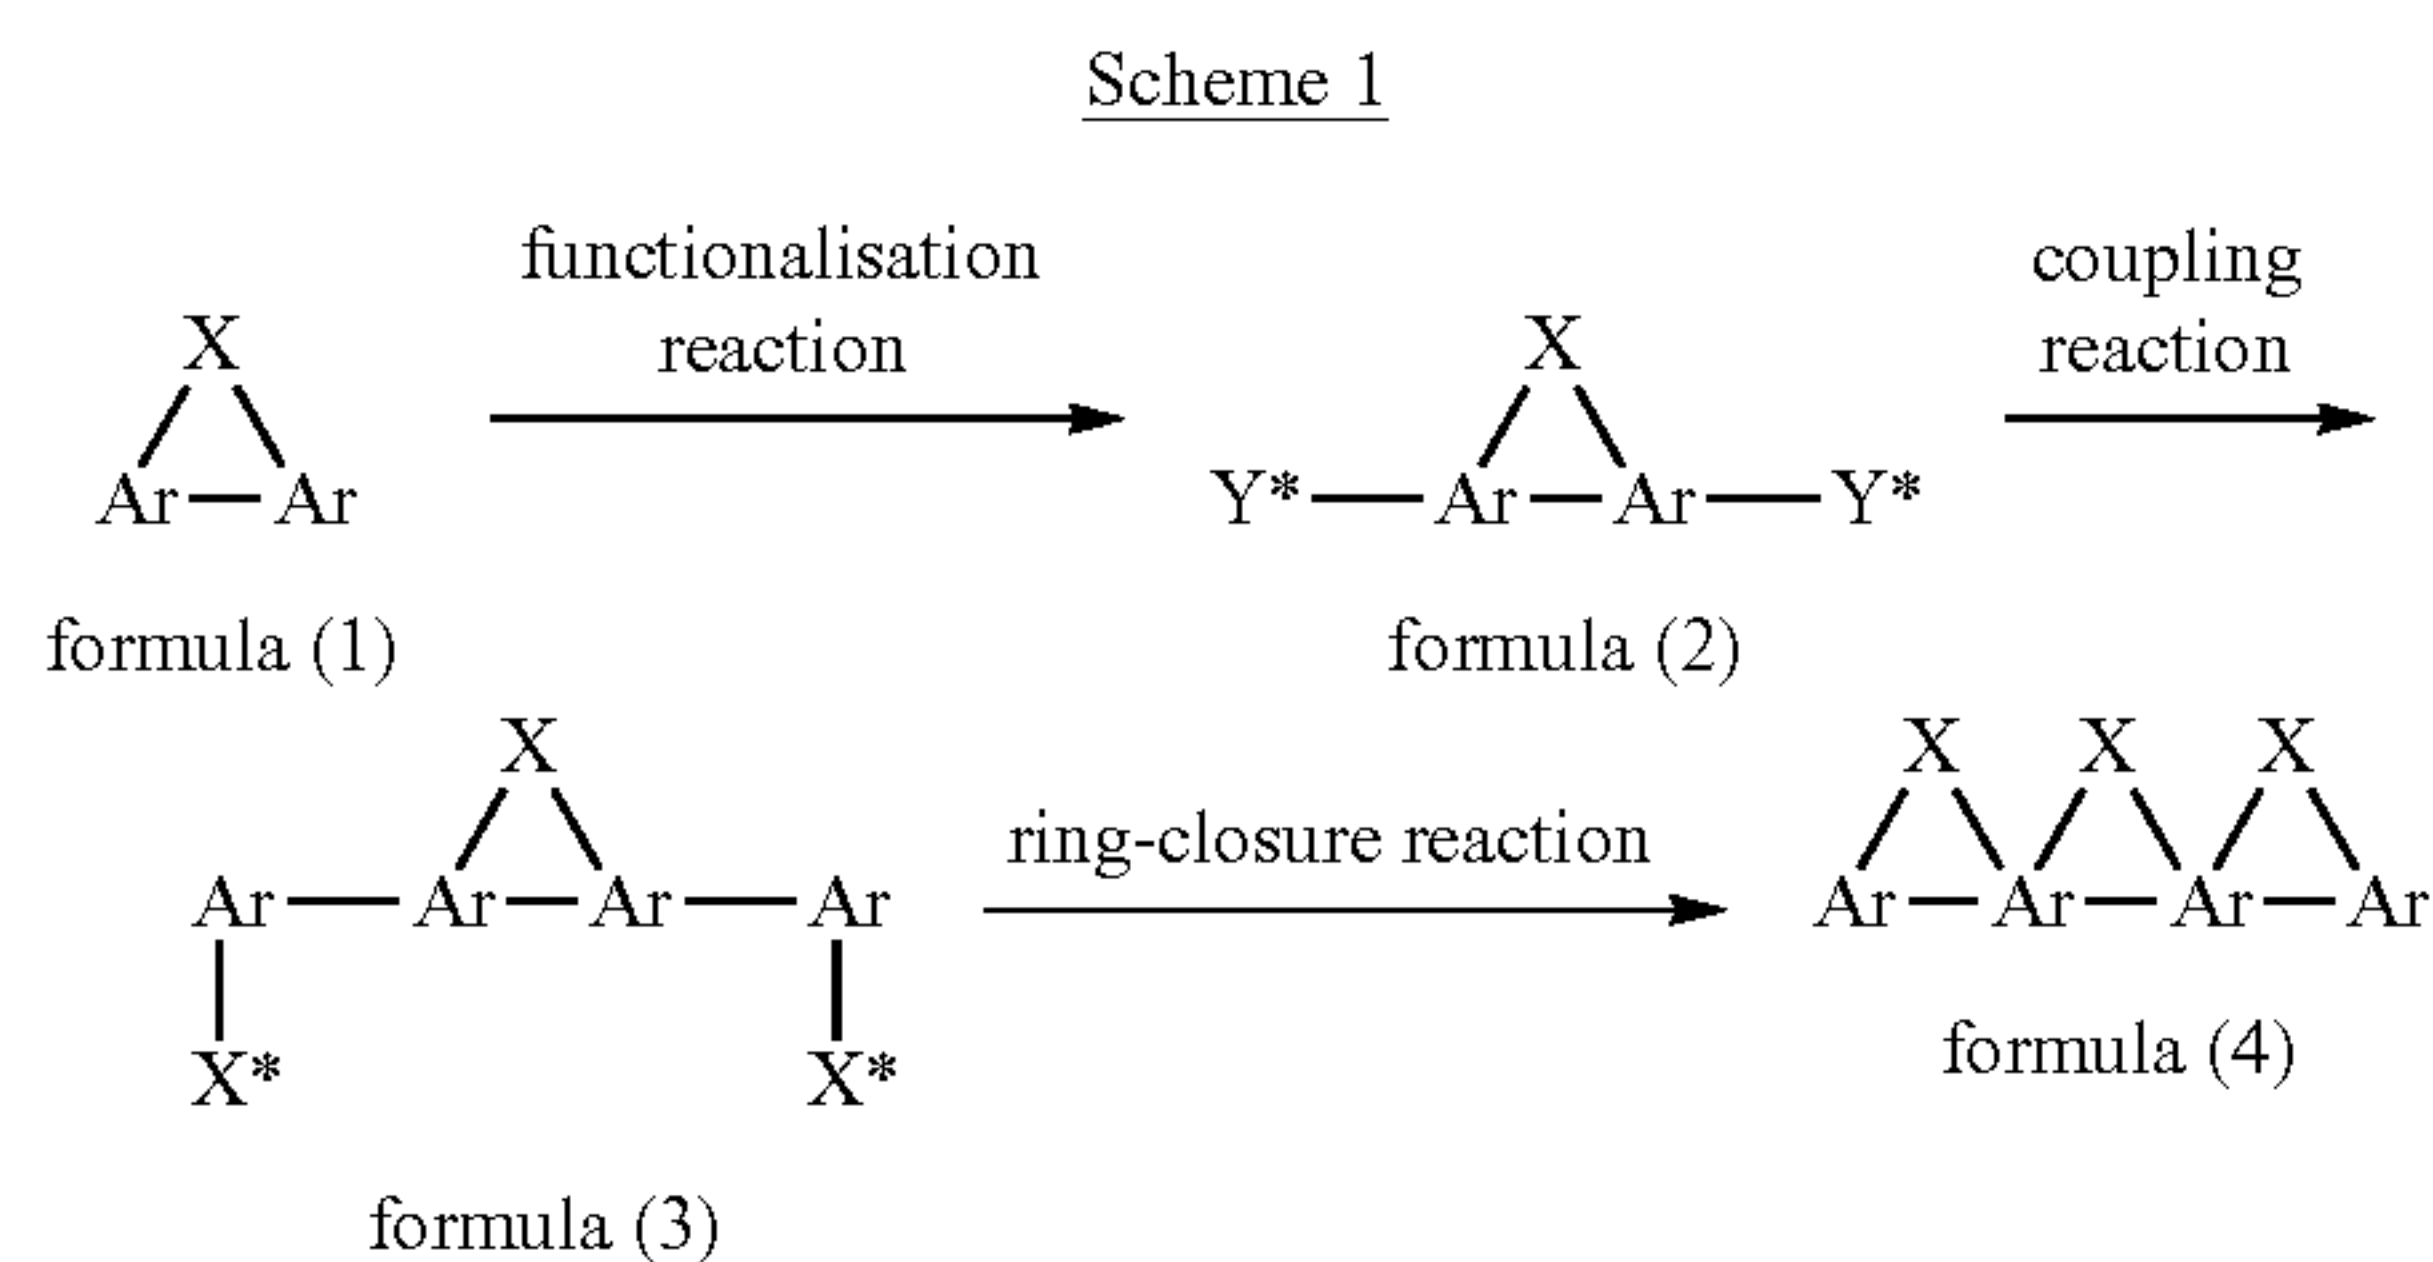 Scheme 1
functionalisation
reaction
coupling
reaction
X
X
Ar Ar
Y* Ar Ar Y*
formula (1)
formula (2)
X
X X X
ring-closure reaction
Ar Ar Ar Ar
Ar Ar Ar Ar
X* X*
formula (4)
formula (3)